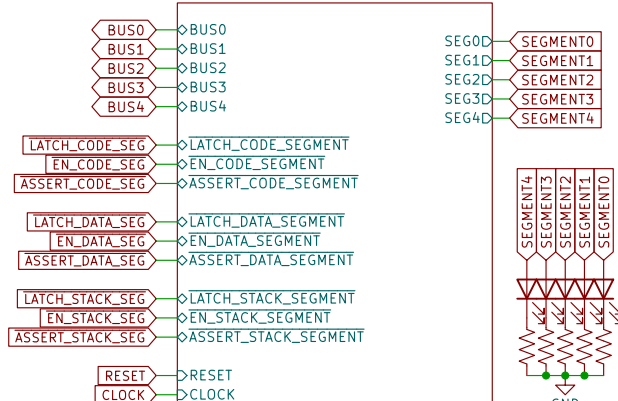 BUS0 BUS0
BUS1 BUS1
BUS2 BUS2
BUS3 BUS3
BUS4 BUS4
LATCH_CODE_SEG LATCH_CODE_SEGMENT
EN_CODE_SEG EN_CODE_SEGMENT
ASSERT_CODE_SEG ASSERT_CODE_SEGMENT
LATCH_DATA_SEG LATCH_DATA_SEGMENT
EN_DATA_SEG EN_DATA_SEGMENT
ASSERT_DATA_SEG ASSERT_DATA_SEGMENT
LATCH_STACK_SEG LATCH_STACK_SEGMENT
EN_STACK_SEG EN_STACK_SEGMENT
ASSERT_STACK_SEG ASSERT_STACK_SEGMENT
RESET RESET
CLOCK CLOCK
SEG0 SEGMENT0
SEG1 SEGMENT1
SEG2 SEGMENT2
SEG3 SEGMENT3
SEG4 SEGMENT4
SEGMENT4
SEGMENT3
SEGMENT2
SEGMENT1
SEGMENT0